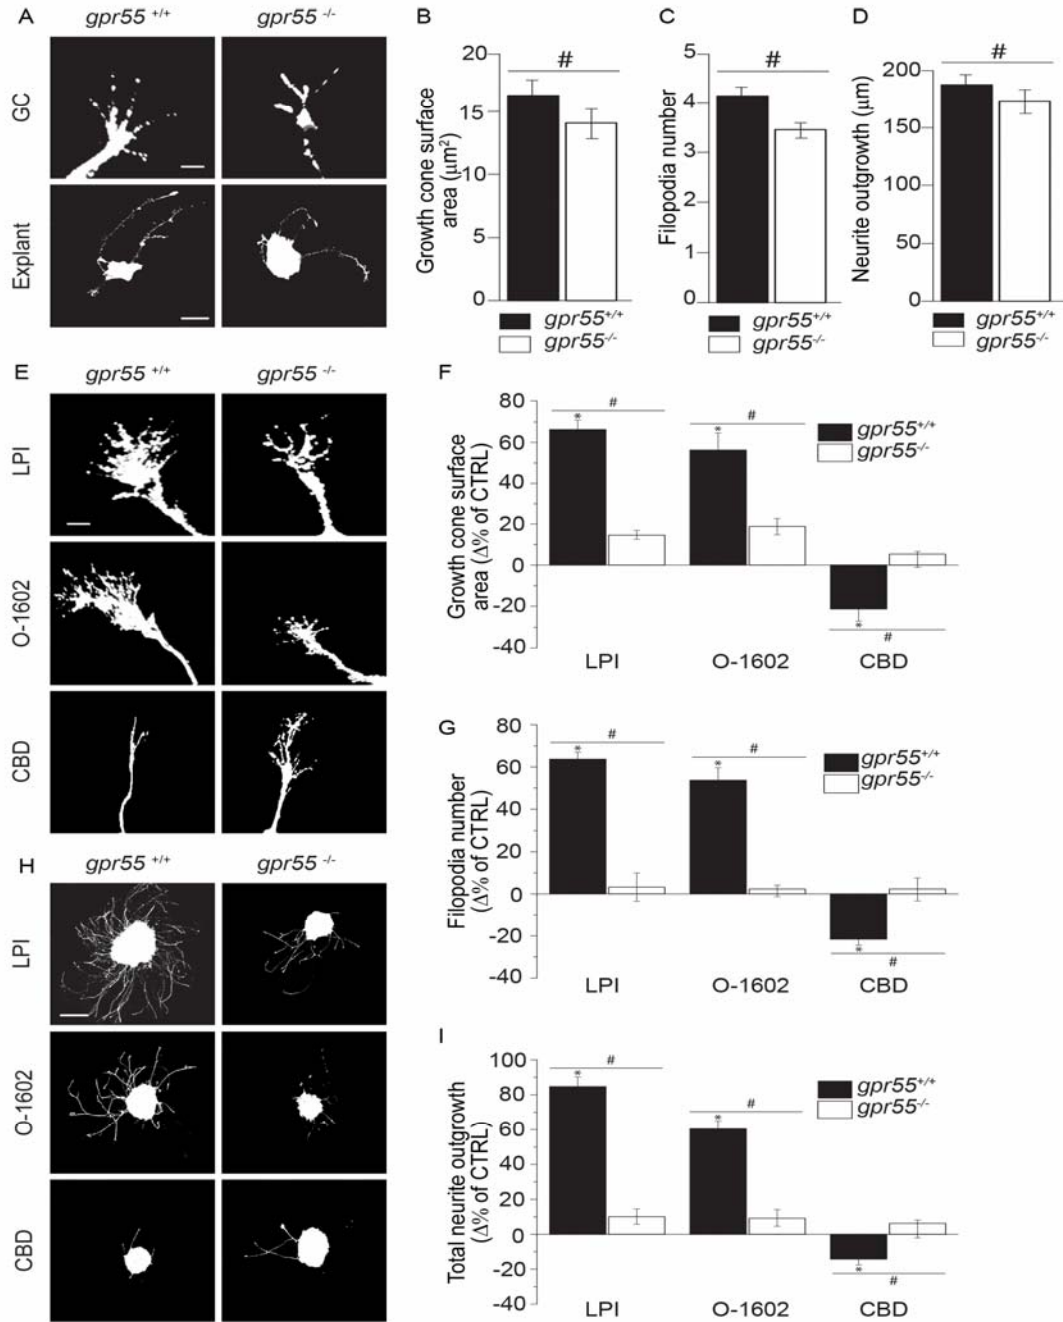 A
gpr55 +/+
gpr55 -/-
GC
Explant
B
Growth cone surface
area (μm²)
20
15
10
5
0
#
gpr55+/+
gpr55-/-
C
Filopodia number
5
4
3
2
1
0
#
gpr55+/+
gpr55-/-
D
Neurite outgrowth (μm)
200
150
100
50
0
#
gpr55+/+
gpr55-/-
E
gpr55 +/+
gpr55 -/-
LPI
O-1602
CBD
F
Growth cone surface
area (Δ% of CTRL)
80
60
40
20
0
-20
-40
#
*
#
*
gpr55+/+
gpr55-/-
*
#
LPI
O-1602
CBD
G
Filopodia number
(Δ% of CTRL)
80
60
40
20
0
-20
-40
#
*
#
*
gpr55+/+
gpr55-/-
*
#
LPI
O-1602
CBD
H
gpr55 +/+
gpr55 -/-
LPI
O-1602
CBD
I
Total neurite outgrowth
(Δ% of CTRL)
100
80
60
40
20
0
-20
-40
#
*
#
*
gpr55+/+
gpr55-/-
*
#
LPI
O-1602
CBD